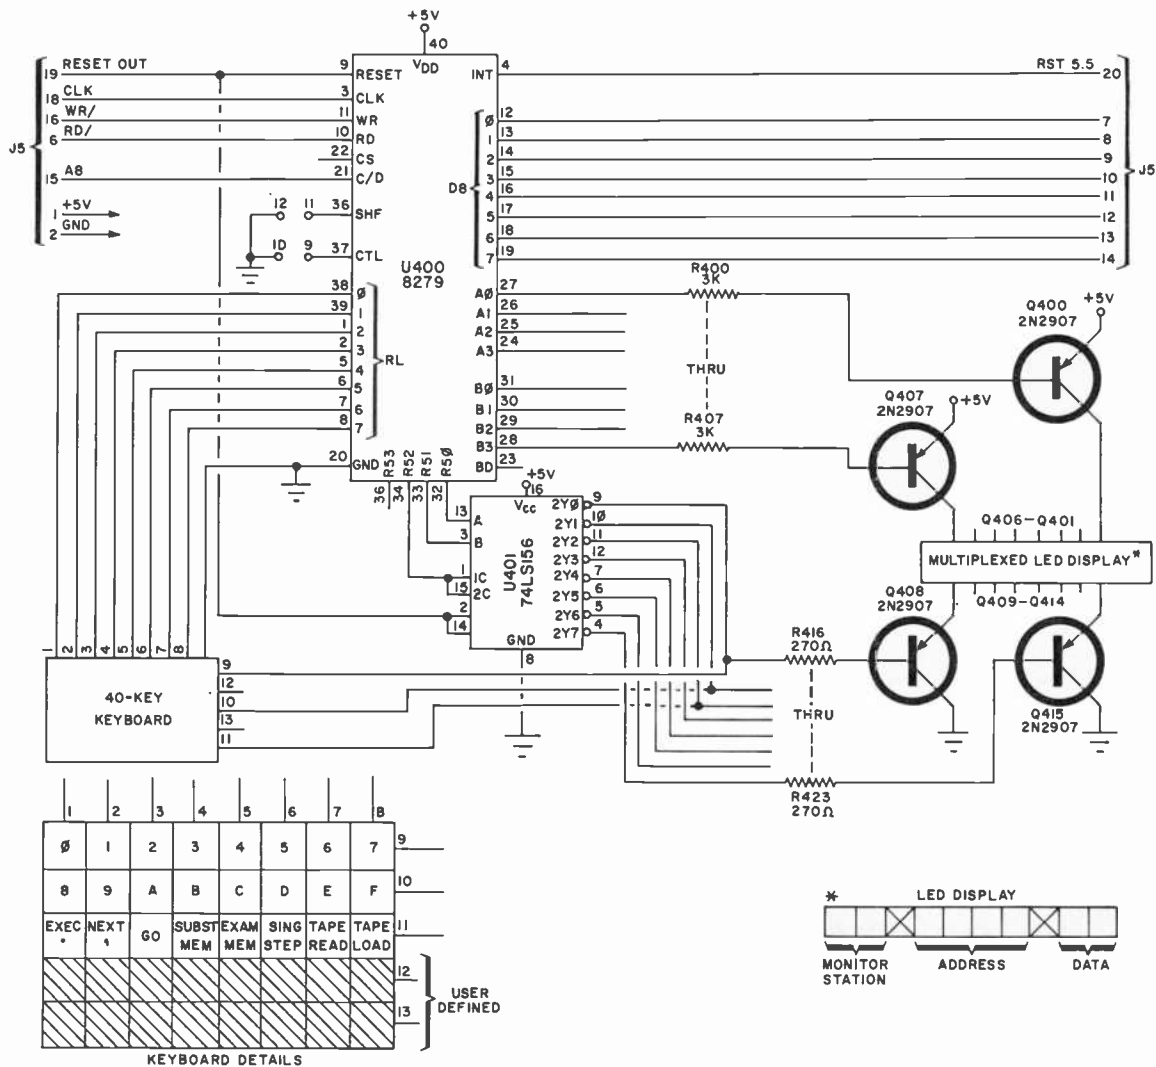 +5V
40
VDD
J5
19 RESET OUT 9 RESET
18 CLK 3 CLK
16 WR/ 11 WR
6 RD/ 10 RD
22 CS
15 A8 21 C/D
1 +5V
2 GND
12 11 36 SHF
10 9 37 CTL
U400
8279
INT 4 RST 5.5 20
D8
Ø 12 7
1 13 8
2 14 9
3 15 10
4 16 11
5 17 12
6 18 13
7 19 14
J5
38 Ø
39 1
1 2
2 3
5 4
6 5
7 6
8 7
RL
20 GND
AØ 27
A1 26
A2 25
A3 24
BØ 31
B1 30
B2 29
B3 28
BD 23
R400
3K
THRU
R407
3K
R53 R52 R51 R5Ø
36 34 33 32
Q400
2N2907
+5V
Q407
2N2907
+5V
Q406-Q401
MULTIPLEXED LED DISPLAY*
Q409-Q414
Q408
2N2907
Q415
2N2907
+5V
16
VCC
13 A
3 B
1 1C
15 2C
2
14
U401
74LS156
GND
8
2YØ 9
2Y1 1Ø
2Y2 11
2Y3 12
2Y4 7
2Y5 6
2Y6 5
2Y7 4
R416
270Ω
THRU
R423
270Ω
1 2 3 4 5 6 7 8
40-KEY
KEYBOARD
9
12
10
13
11
1 2 3 4 5 6 7 8
Ø 1 2 3 4 5 6 7 9
8 9 A B C D E F 10
EXEC NEXT GO SUBST MEM EXAM MEM SING STEP TAPE READ TAPE LOAD 11
12
13
USER
DEFINED
KEYBOARD DETAILS
* LED DISPLAY
MONITOR STATION ADDRESS DATA